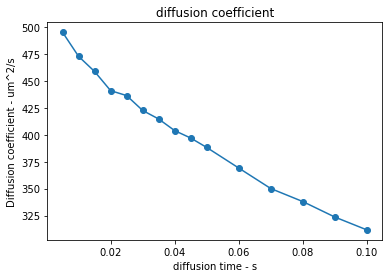 diffusion coefficient
Diffusion coefficient - um^2/s
500
475
450
425
400
375
350
325
0.02 0.04 0.06 0.08 0.10
diffusion time - s